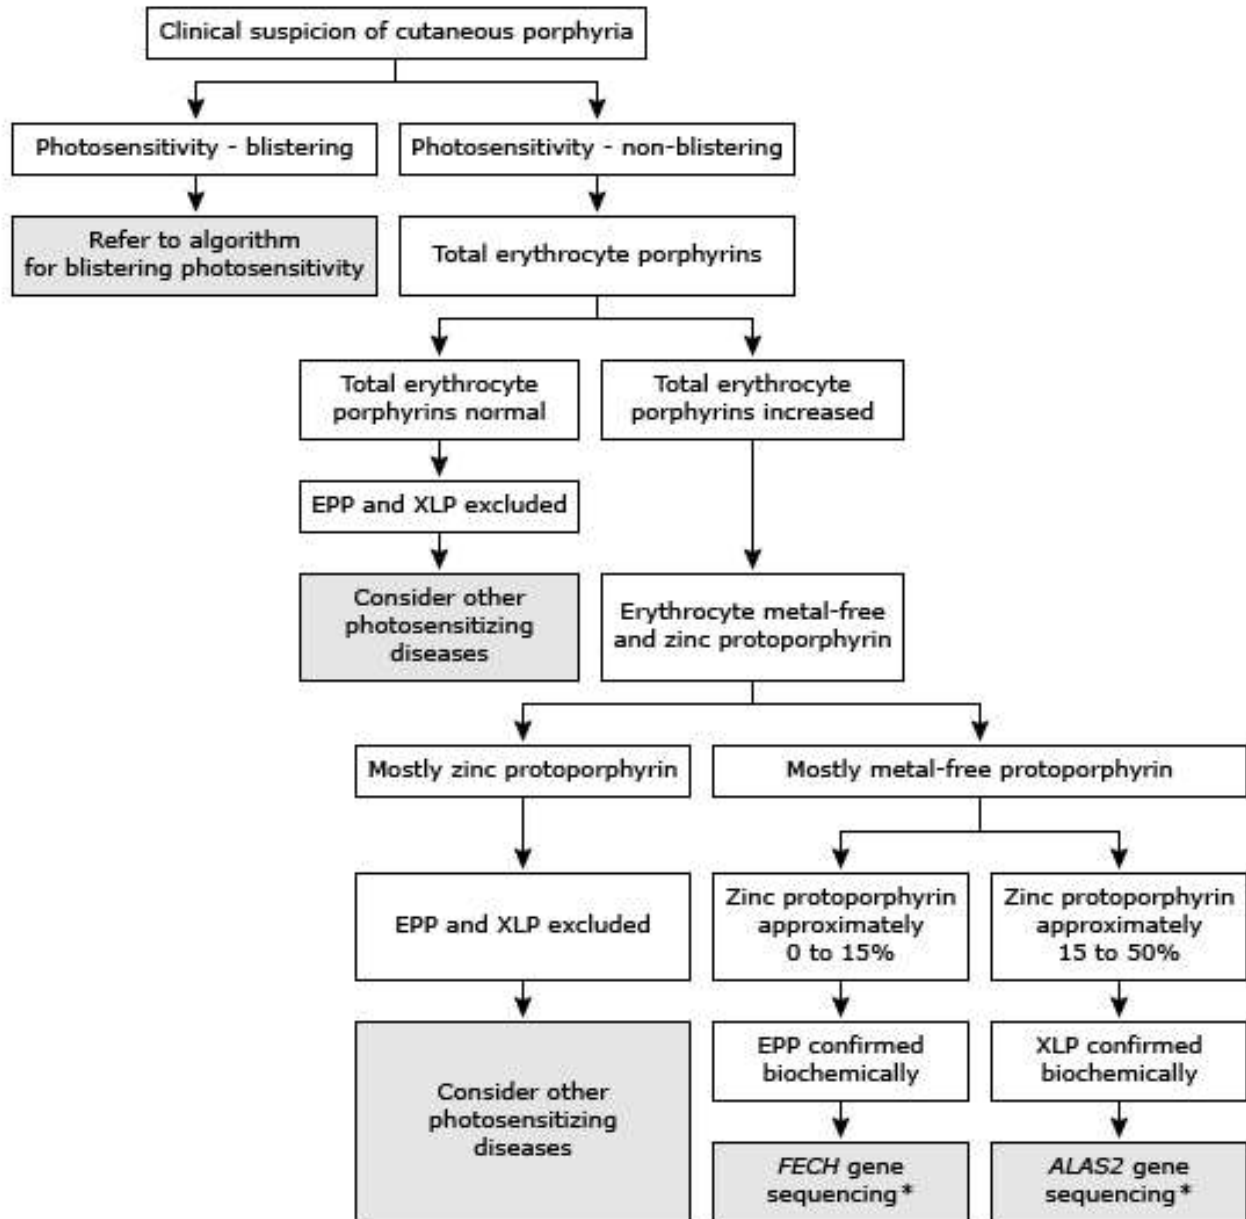 Clinical suspicion of cutaneous porphyria
Photosensitivity - blistering
Photosensitivity - non-blistering
Refer to algorithm
for blistering photosensitivity
Total erythrocyte porphyrins
Total erythrocyte
porphyrins normal
Total erythrocyte
porphyrins increased
EPP and XLP excluded
Consider other
photosensitizing
diseases
Erythrocyte metal-free
and zinc protoporphyrin
Mostly zinc protoporphyrin
Mostly metal-free protoporphyrin
EPP and XLP excluded
Zinc protoporphyrin
approximately
0 to 15%
Zinc protoporphyrin
approximately
15 to 50%
Consider other
photosensitizing
diseases
EPP confirmed
biochemically
XLP confirmed
biochemically
FECH gene
sequencing*
ALAS2 gene
sequencing*